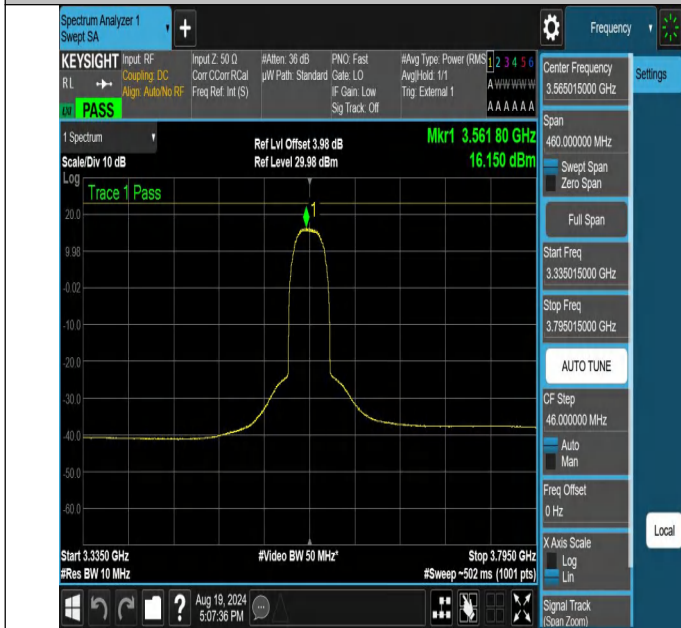 Spectrum Analyzer 1
Swept SA
+
Frequency
KEYSIGHT
RL
PASS
Input: RF
Coupling: DC
Align: Auto/No RF
Input Z: 50 Ω
Corr CCorr RCal
Freq Ref: Int (S)
#Atten: 36 dB
µW Path: Standard
PNO: Fast
Gate: LO
IF Gain: Low
Sig Track: Off
#Avg Type: Power (RMS
Avg|Hold: 1/1
Trig: External 1
1 2 3 4 5 6
A W W W W W
A A A A A A
1 Spectrum
Scale/Div 10 dB
Ref Lvl Offset 3.98 dB
Ref Level 29.98 dBm
Mkr1 3.561 80 GHz
16.150 dBm
Log
Trace 1 Pass
1
20.0
9.98
-0.02
-10.0
-20.0
-30.0
-40.0
-50.0
-60.0
Start 3.3350 GHz
#Res BW 10 MHz
#Video BW 50 MHz*
Stop 3.7950 GHz
#Sweep ~502 ms (1001 pts)
Aug 19, 2024
5:07:36 PM
Center Frequency
3.565015000 GHz
Span
460.000000 MHz
Swept Span
Zero Span
Full Span
Start Freq
3.335015000 GHz
Stop Freq
3.795015000 GHz
AUTO TUNE
CF Step
46.000000 MHz
Auto
Man
Freq Offset
0 Hz
X Axis Scale
Log
Lin
Signal Track
(Span Zoom)
Settings
Local